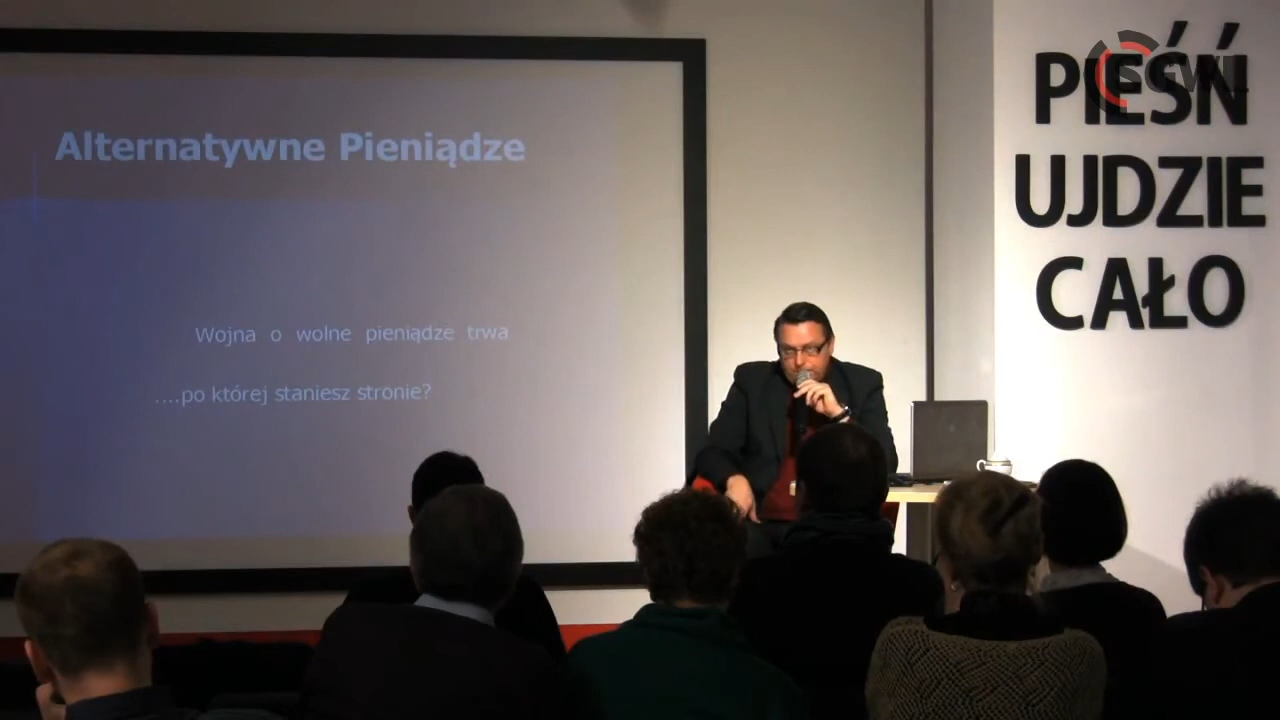 Alternatywne Pieniądze
Wojna o wolne pieniądze trwa
....po której staniesz stronie?
PIEŚŃ
UJDZIE
CAŁO